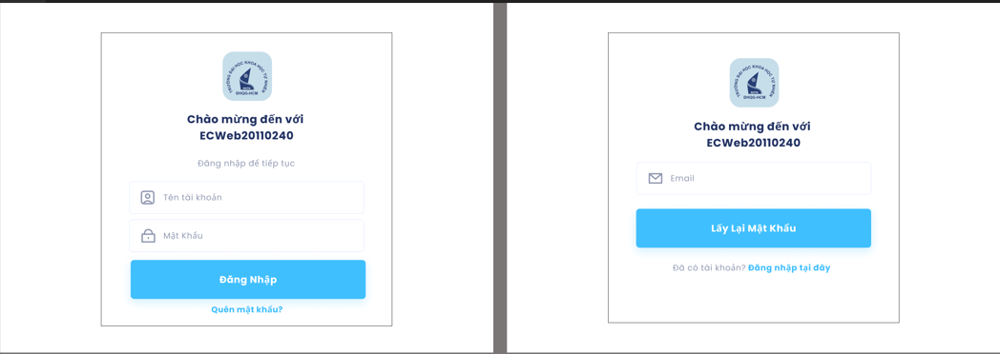 TRƯỜNG ĐẠI HỌC KHOA HỌC TỰ NHIÊN
ĐHQG-HCM
Chào mừng đến với
ECWeb20110240
Đăng nhập để tiếp tục
Tên tài khoản
Mật Khẩu
Đăng Nhập
Quên mật khẩu?
TRƯỜNG ĐẠI HỌC KHOA HỌC TỰ NHIÊN
ĐHQG-HCM
Chào mừng đến với
ECWeb20110240
Email
Lấy Lại Mật Khẩu
Đã có tài khoản? Đăng nhập tại đây